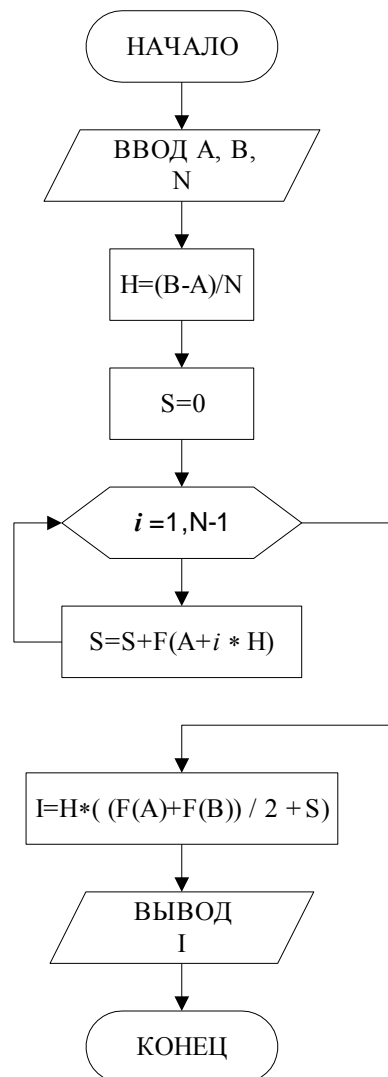 НАЧАЛО
ВВОД A, B,
N
H=(B-A)/N
S=0
i =1,N-1
S=S+F(A+i * H)
I=H*( (F(A)+F(B)) / 2 + S)
ВЫВОД
I
КОНЕЦ